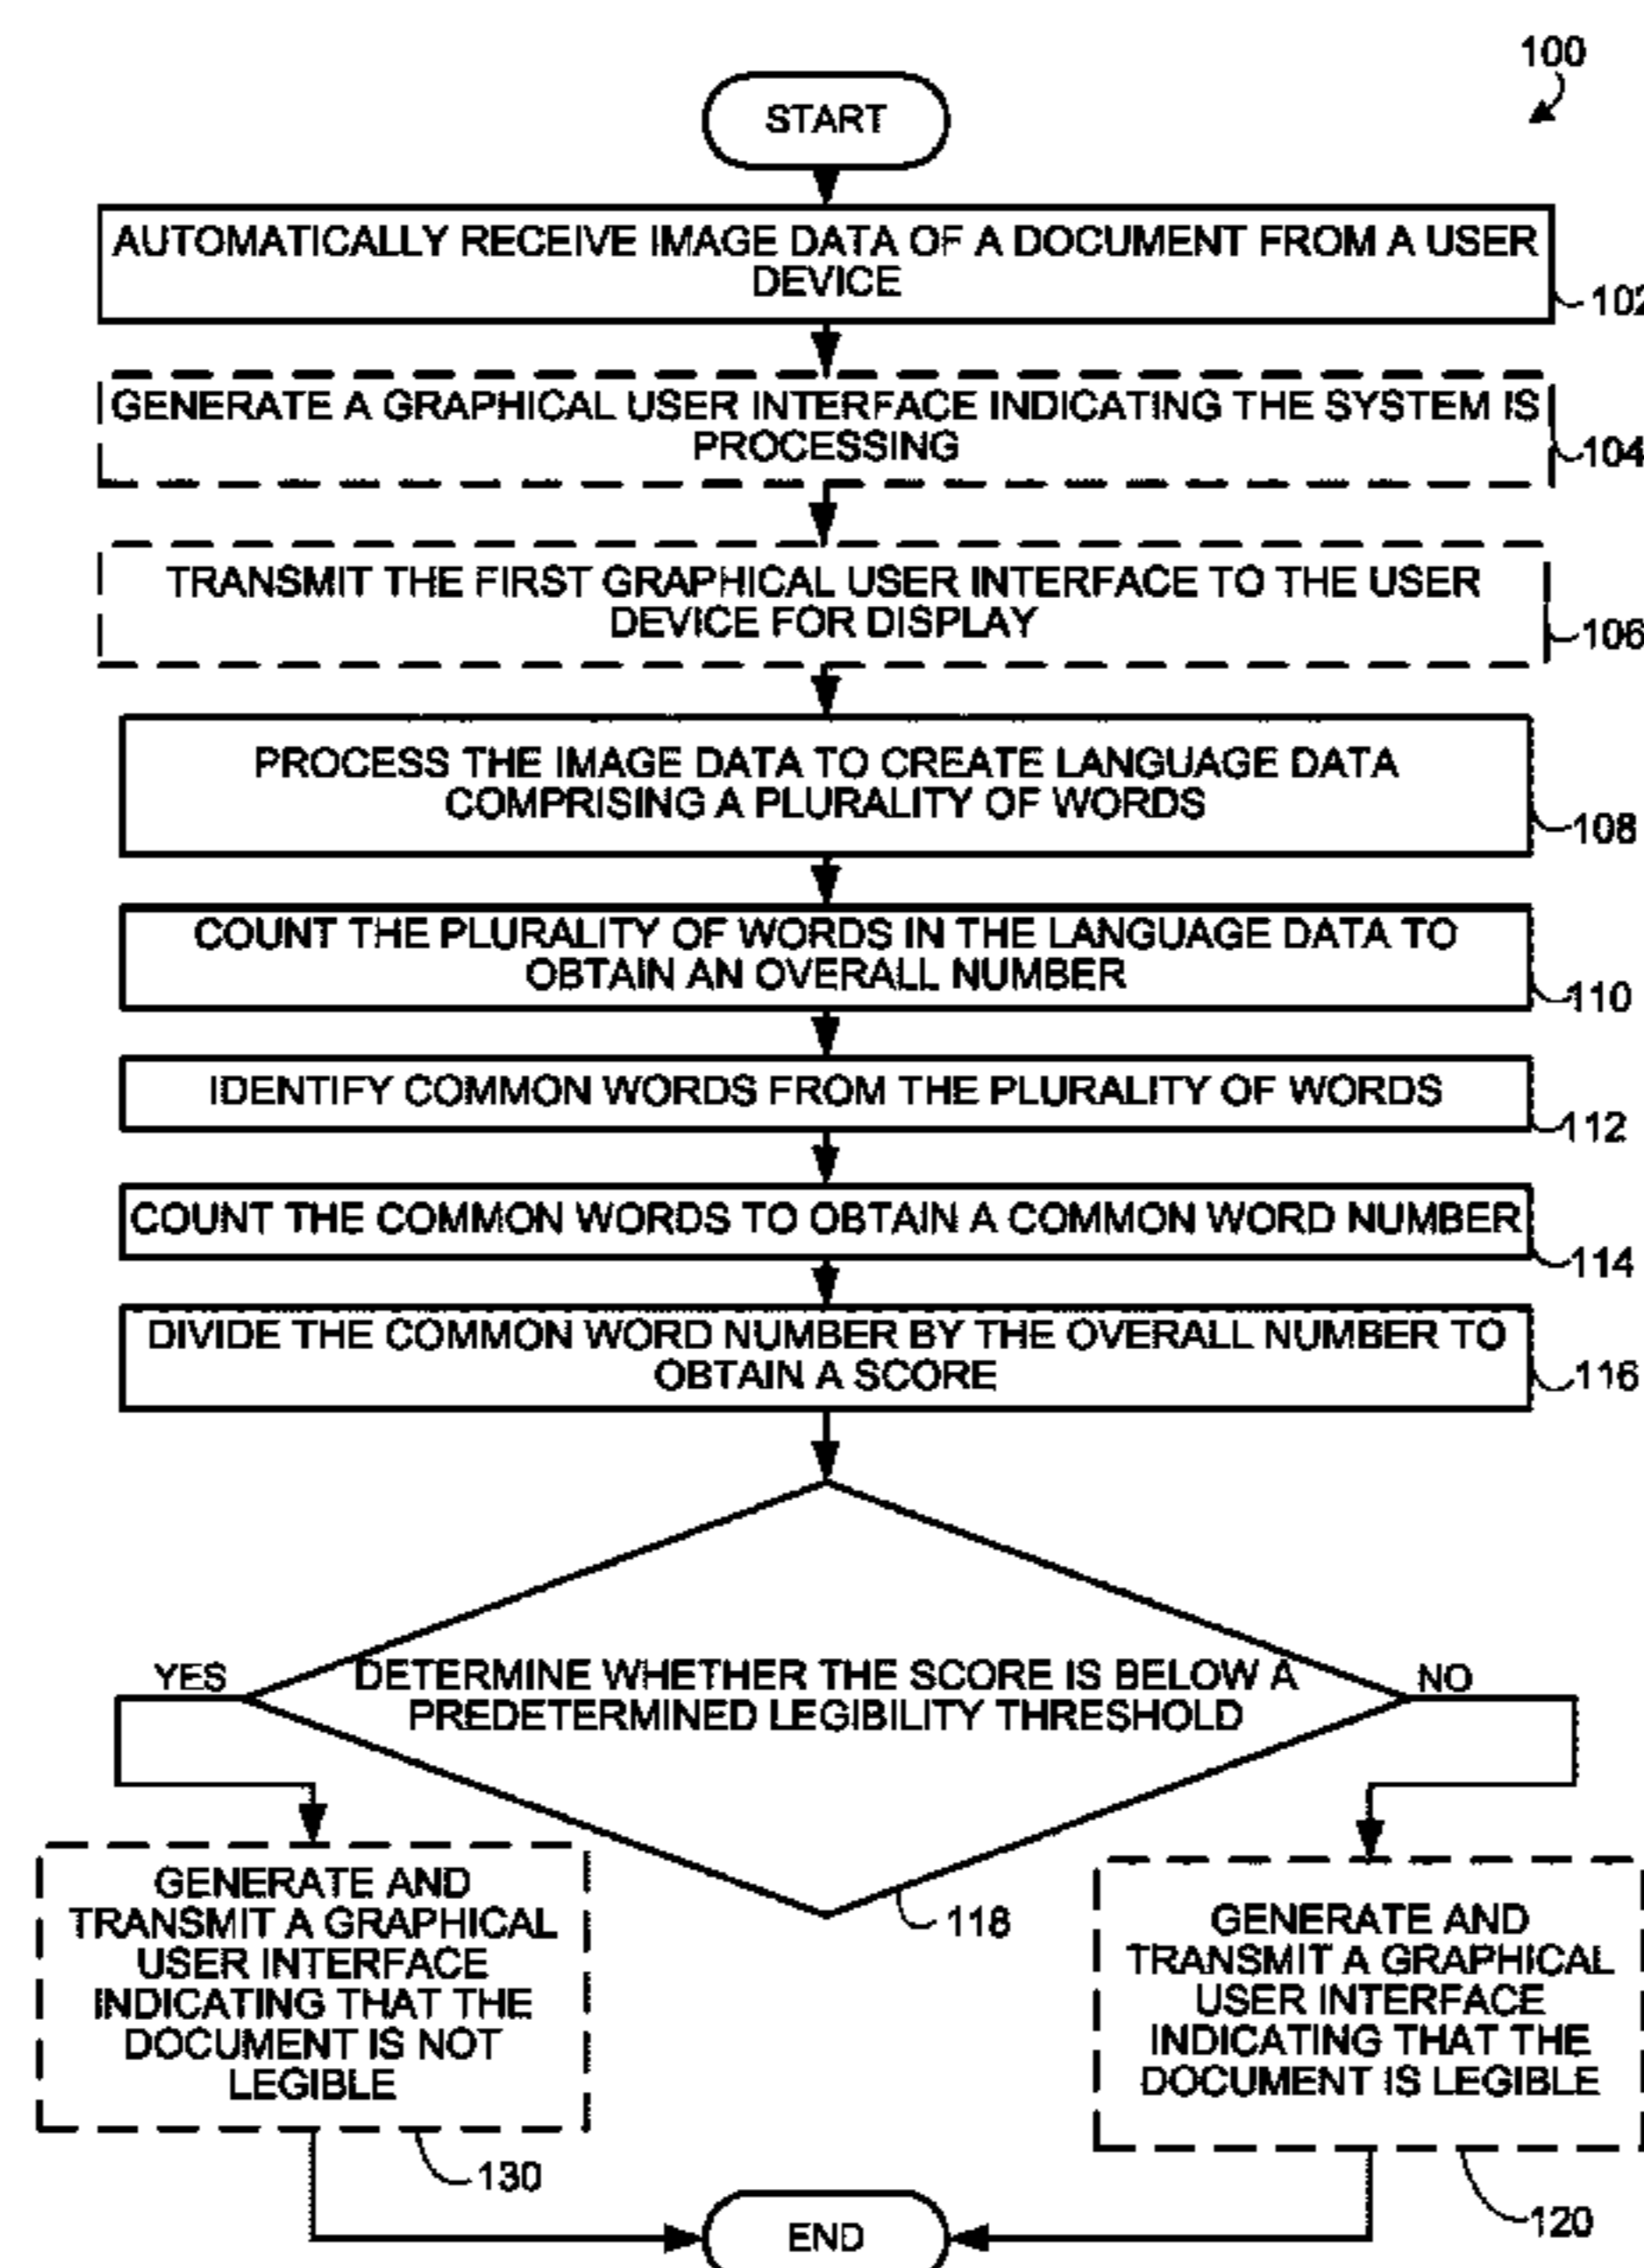 100
START
AUTOMATICALLY RECEIVE IMAGE DATA OF A DOCUMENT FROM A USER
DEVICE
102
GENERATE A GRAPHICAL USER INTERFACE INDICATING THE SYSTEM IS
PROCESSING
104
TRANSMIT THE FIRST GRAPHICAL USER INTERFACE TO THE USER
DEVICE FOR DISPLAY
106
PROCESS THE IMAGE DATA TO CREATE LANGUAGE DATA
COMPRISING A PLURALITY OF WORDS
108
COUNT THE PLURALITY OF WORDS IN THE LANGUAGE DATA TO
OBTAIN AN OVERALL NUMBER
110
IDENTIFY COMMON WORDS FROM THE PLURALITY OF WORDS
112
COUNT THE COMMON WORDS TO OBTAIN A COMMON WORD NUMBER
114
DIVIDE THE COMMON WORD NUMBER BY THE OVERALL NUMBER TO
OBTAIN A SCORE
116
YES
DETERMINE WHETHER THE SCORE IS BELOW A
PREDETERMINED LEGIBILITY THRESHOLD
NO
118
GENERATE AND
TRANSMIT A GRAPHICAL
USER INTERFACE
INDICATING THAT THE
DOCUMENT IS NOT
LEGIBLE
130
GENERATE AND
TRANSMIT A GRAPHICAL
USER INTERFACE
INDICATING THAT THE
DOCUMENT IS LEGIBLE
120
END